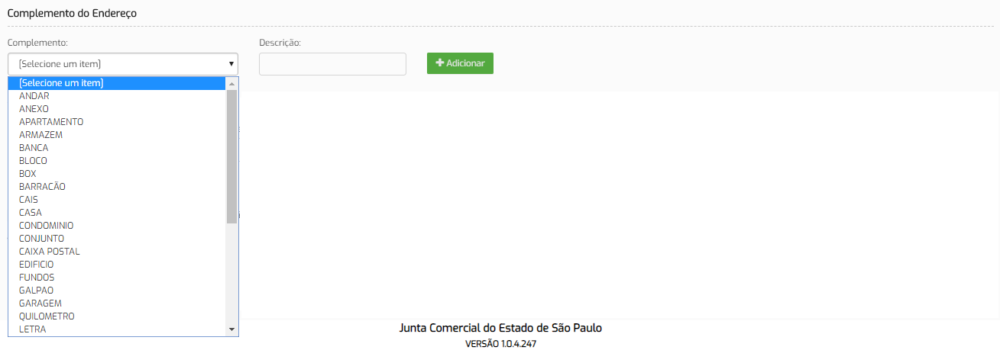 Complemento do Endereço
Complemento: Descrição:
[Selecione um item] Adicionar
[Selecione um item]
ANDAR
ANEXO
APARTAMENTO
ARMAZEM
BANCA
BLOCO
BOX
BARRACÃO
CAIS
CASA
CONDOMINIO
CONJUNTO
CAIXA POSTAL
EDIFICIO
FUNDOS
GALPAO
GARAGEM
QUILOMETRO
LETRA
Junta Comercial do Estado de São Paulo
VERSÃO 1.0.4.247